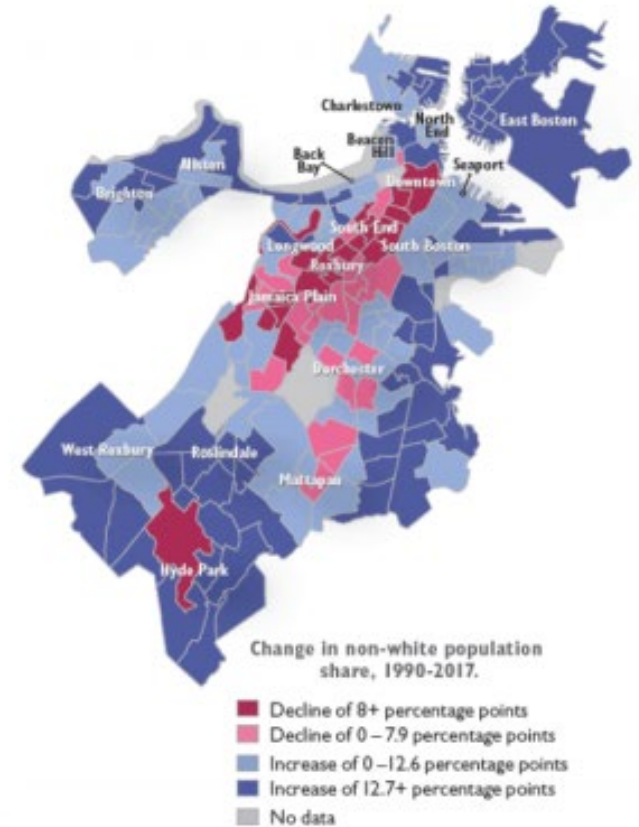 Charlestown
North
End
East Boston
Beacon
Hill
Back
Bay
Allston
Seaport
Downtown
Brighton
South End
Longwood
South Boston
Roxbury
Jamaica Plain
Dorchester
West Roxbury
Roslindale
Mattapan
Hyde Park
Change in non-white population
share, 1990-2017.
Decline of 8+ percentage points
Decline of 0 – 7.9 percentage points
Increase of 0 –12.6 percentage points
Increase of 12.7+ percentage points
No data